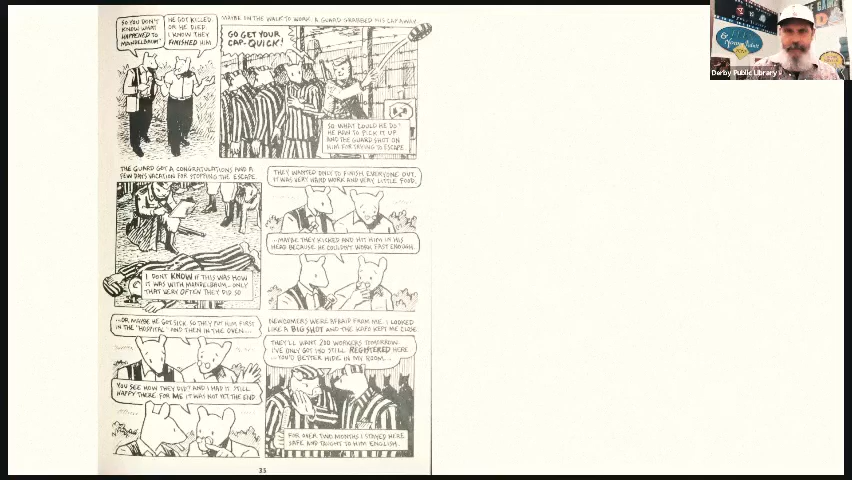 SO YOU DON'T
KNOW WHAT
HAPPENED TO
MANDELBAUM?
HE GOT KILLED
OR HE DIED.
I KNOW THEY
FINISHED HIM.
MAYBE ON THE WALK TO WORK, A GUARD GRABBED HIS CAP AWAY.
GO GET YOUR
CAP-QUICK!
SO WHAT COULD HE DO?
HE RAN TO PICK IT UP
AND THE GUARD SHOT ON
HIM FOR TRYING TO ESCAPE
THE GUARD GOT A CONGRATULATIONS AND A
FEW DAYS VACATION FOR STOPPING THE ESCAPE.
I DON'T KNOW IF THIS WAS HOW
IT WAS WITH MANDELBAUM...ONLY
THAT VERY OFTEN THEY DID SO
THEY WANTED ONLY TO FINISH EVERYONE OUT.
IT WAS VERY HARD WORK AND VERY LITTLE FOOD.
...MAYBE THEY KICKED AND HIT HIM IN HIS
HEAD BECAUSE HE COULDN'T WORK FAST ENOUGH.
...OR MAYBE HE GOT SICK SO THEY PUT HIM FIRST
IN THE "HOSPITAL" AND THEN IN THE OVEN...
YOU SEE HOW THEY DID? AND I HAD IT STILL
HAPPY THERE. FOR ME IT WAS NOT YET THE END
NEWCOMERS WERE AFRAID FROM ME. I LOOKED
LIKE A BIG SHOT AND THE KAPO KEPT ME CLOSE.
THEY'LL WANT 200 WORKERS TOMORROW.
I'VE ONLY GOT 180 STILL REGISTERED HERE
...YOU'D BETTER HIDE IN MY ROOM...
FOR OVER TWO MONTHS I STAYED HERE
SAFE AND TAUGHT TO HIM ENGLISH.
35
Derby Public Library